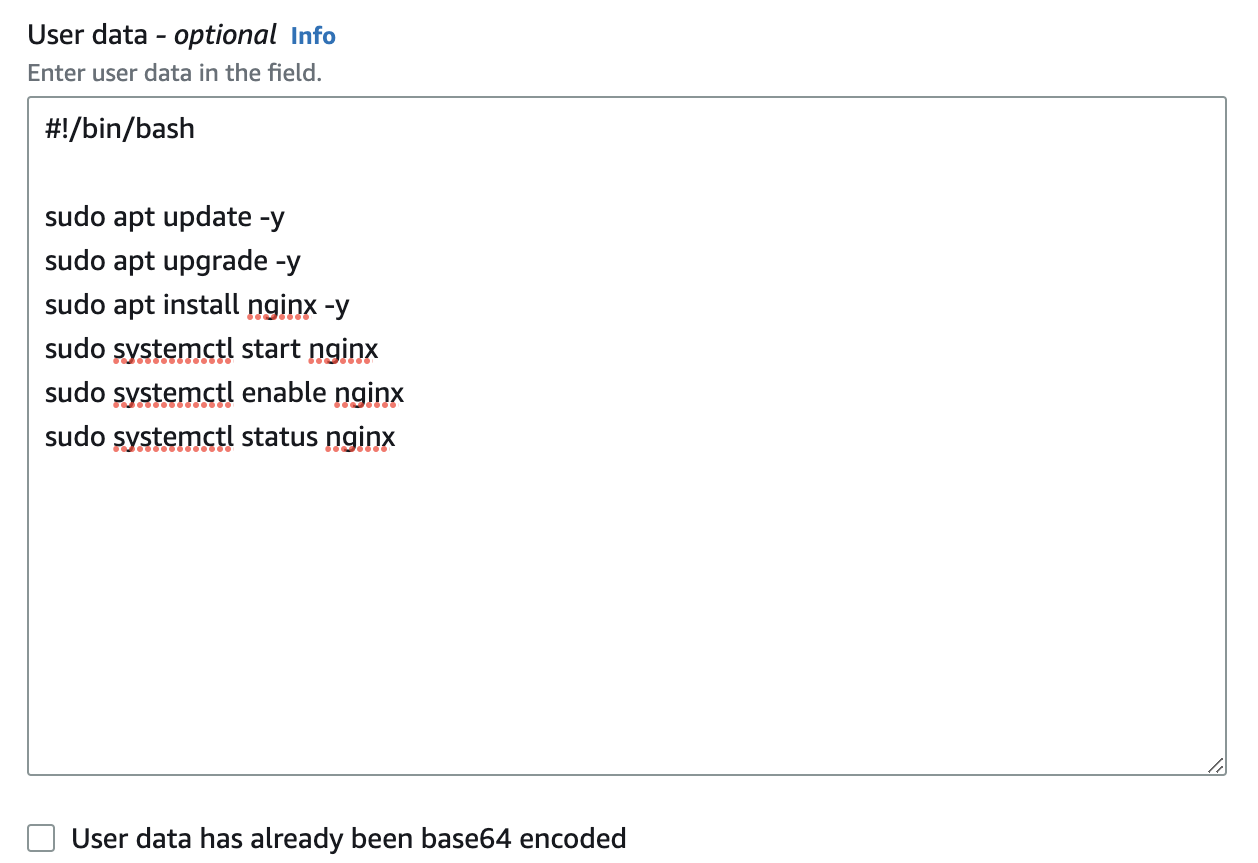 User data - optional Info
Enter user data in the field.
#!/bin/bash
sudo apt update -y
sudo apt upgrade -y
sudo apt install nginx -y
sudo systemctl start nginx
sudo systemctl enable nginx
sudo systemctl status nginx
User data has already been base64 encoded